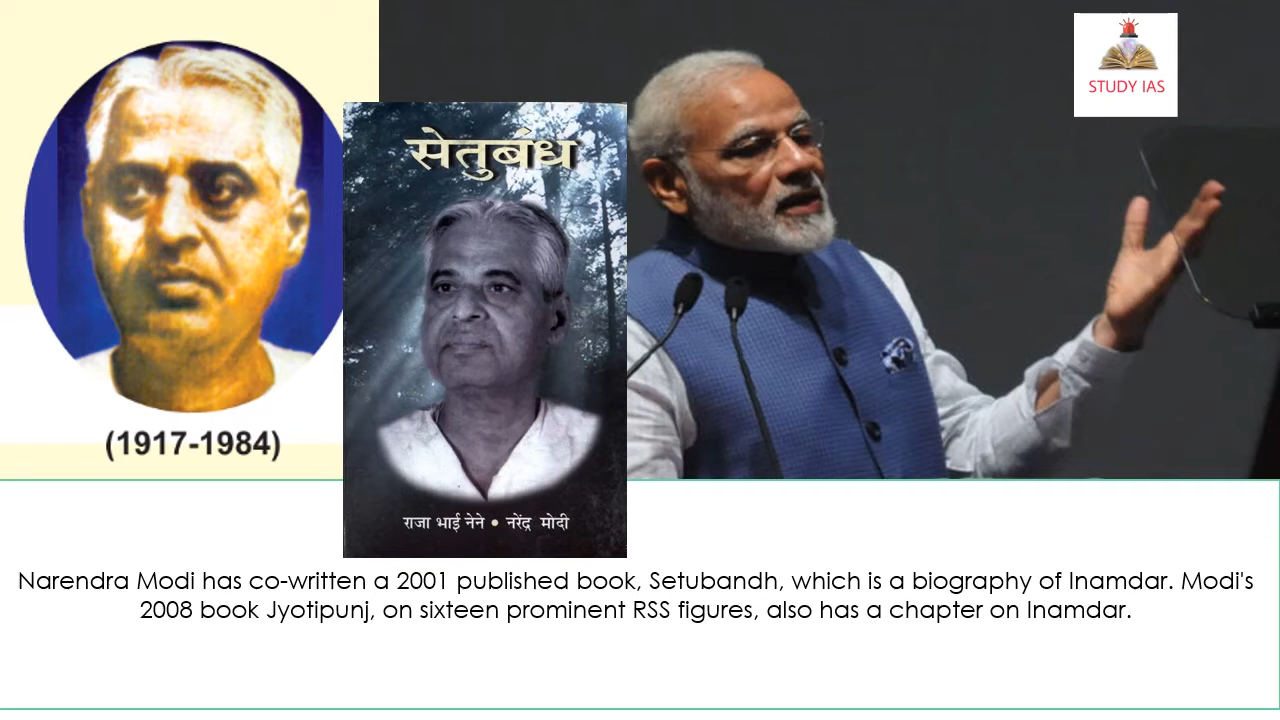 STUDY IAS
सेतुबंध
(1917-1984)
राजा भाई नेने • नरेंद्र मोदी
Narendra Modi has co-written a 2001 published book, Setubandh, which is a biography of Inamdar. Modi's
2008 book Jyotipunj, on sixteen prominent RSS figures, also has a chapter on Inamdar.